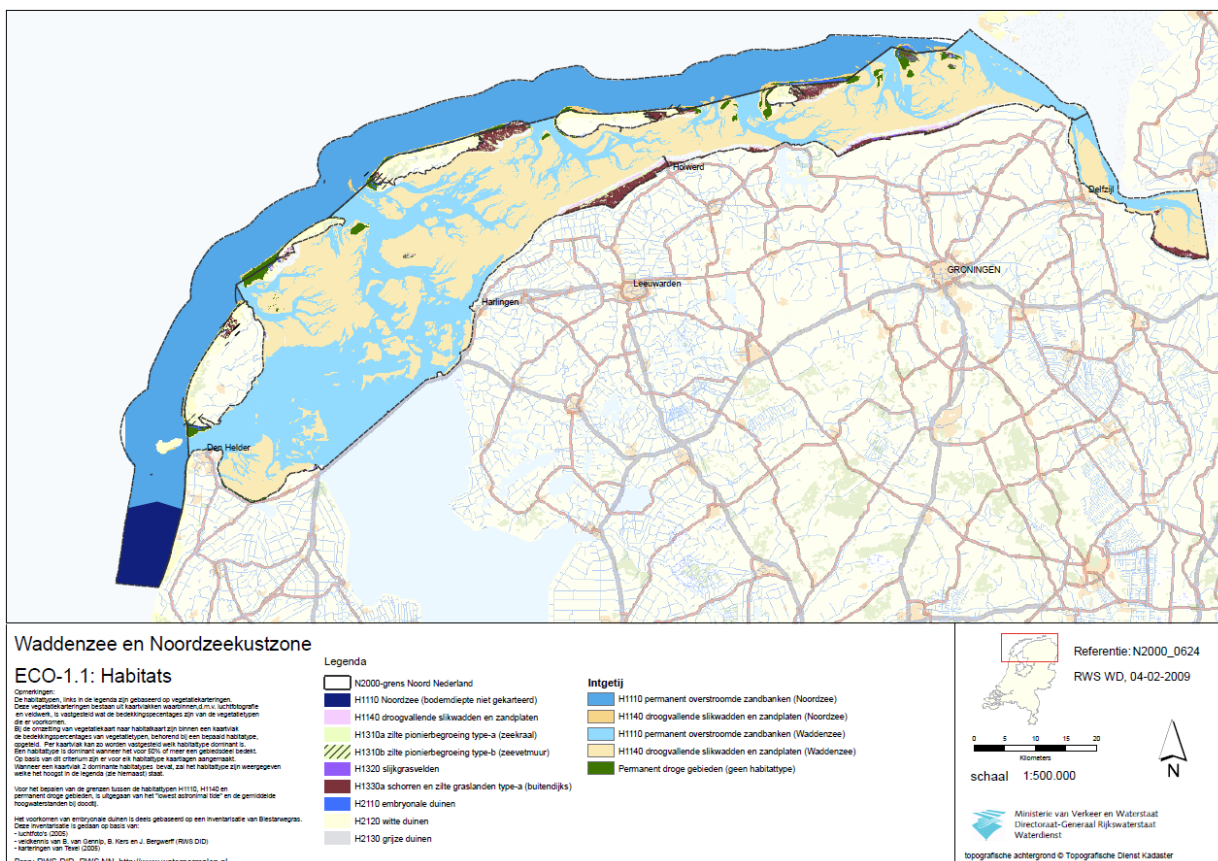 Howerd
Delfzijl
GRONINGEN
Leeuwarden
Harlingen
Den Helder
Waddenzee en Noordzeekustzone
ECO-1.1: Habitats
Opmerkingen:
De habitattypen, links in de legenda zijn gebaseerd op vegetatiekarteringen.
Deze vegetatiekarteringen bestaan uit kaartvlakken waarbinnen,d.m.v. luchtfotografie
en veldwerk, is vastgesteld wat de bedekkingspercentages zijn van de vegetatietypen
die er voorkomen.
Bij de omzetting van vegetatiekaart naar habitatkaart zijn binnen een kaartvlak
de bedekkingspercentages van vegetatietypen, behorend bij een bepaald habitattype,
opgeteld. Per kaartvlak kan zo worden vastgesteld welk habitattype dominant is.
Een habitattype is dominant wanneer het voor 50% of meer een gebiedsdeel bedekt.
Op basis van dit criterium zijn er voor elk habitattype kaartlagen aangemaakt.
Wanneer een kaartvlak 2 dominante habitattypes bevat, zal het habitattype zijn weergegeven
welke het hoogst in de legenda (zie hiernaast) staat.
Voor het bepalen van de grenzen tussen de habitattypen H1110, H1140 en
permanent droge gebieden, is uitgegaan van het "lowest astronimal tide" en de gemiddelde
hoogwaterstanden bij doodtij.
Het voorkomen van embryonale duinen is deels gebaseerd op een inventarisatie van Biestarwegras.
Deze inventarisatie is gedaan op basis van:
- luchtfoto's (2005)
- veldkennis van B. van Gennip, B. Kers en J. Bergwerff (RWS DID)
- karteringen van Texel (2005)
Legenda
N2000-grens Noord Nederland
H1110 Noordzee (bodemdiepte niet gekarteerd)
H1140 droogvallende slikwadden en zandplaten
H1310a zilte pionierbegroeing type-a (zeekraal)
H1310b zilte pionierbegroeing type-b (zeevetmuur)
H1320 slijkgrasvelden
H1330a schorren en zilte graslanden type-a (buitendijks)
H2110 embryonale duinen
H2120 witte duinen
H2130 grijze duinen
Intgetij
H1110 permanent overstroomde zandbanken (Noordzee)
H1140 droogvallende slikwadden en zandplaten (Noordzee)
H1110 permanent overstroomde zandbanken (Waddenzee)
H1140 droogvallende slikwadden en zandplaten (Waddenzee)
Permanent droge gebieden (geen habitattype)
Referentie: N2000_0624
RWS WD, 04-02-2009
0 5 10 15 20
Kilometers
schaal 1:500.000
N
Ministerie van Verkeer en Waterstaat
Directoraat-Generaal Rijkswaterstaat
Waterdienst
topografische achtergrond © Topografische Dienst Kadaster